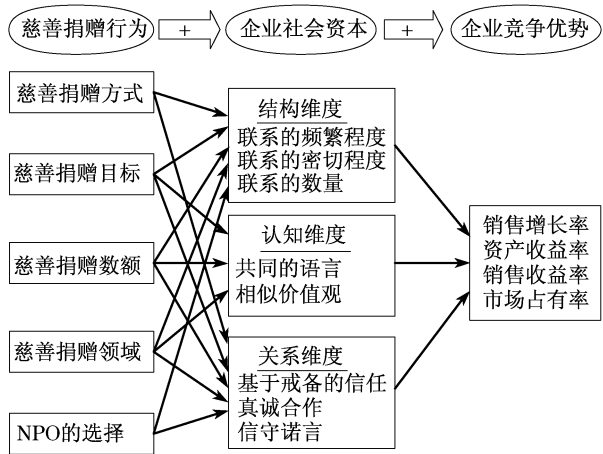 慈善捐赠行为
+
企业社会资本
+
企业竞争优势
慈善捐赠方式
慈善捐赠目标
慈善捐赠数额
慈善捐赠领域
NPO的选择
结构维度
联系的频繁程度
联系的密切程度
联系的数量
认知维度
共同的语言
相似价值观
关系维度
基于戒备的信任
真诚合作
信守诺言
销售增长率
资产收益率
销售收益率
市场占有率